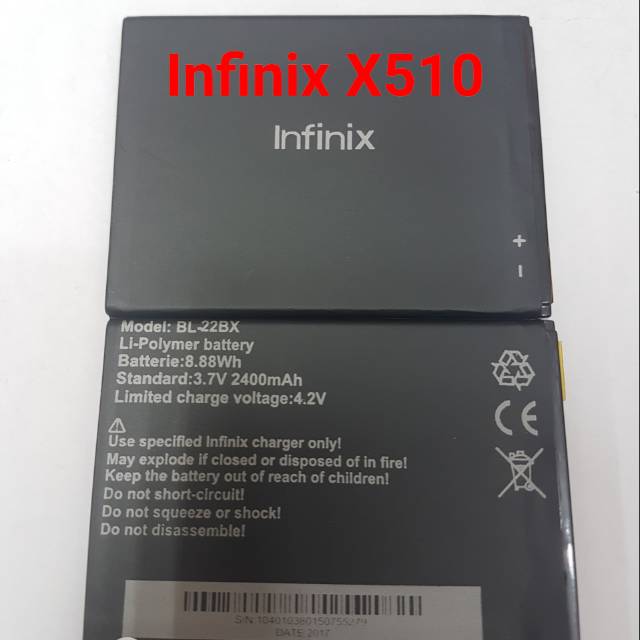 Infinix X510
Infinix
+
-
Model: BL-22BX
Li-Polymer battery
Batterie:8.88Wh
Standard:3.7V 2400mAh
Limited charge voltage:4.2V
Use specified Infinix charger only!
May explode if closed or disposed of in fire!
Keep the battery out of reach of children!
Do not short-circuit!
Do not squeeze or shock!
Do not disassemble!
CE
DATE:2017